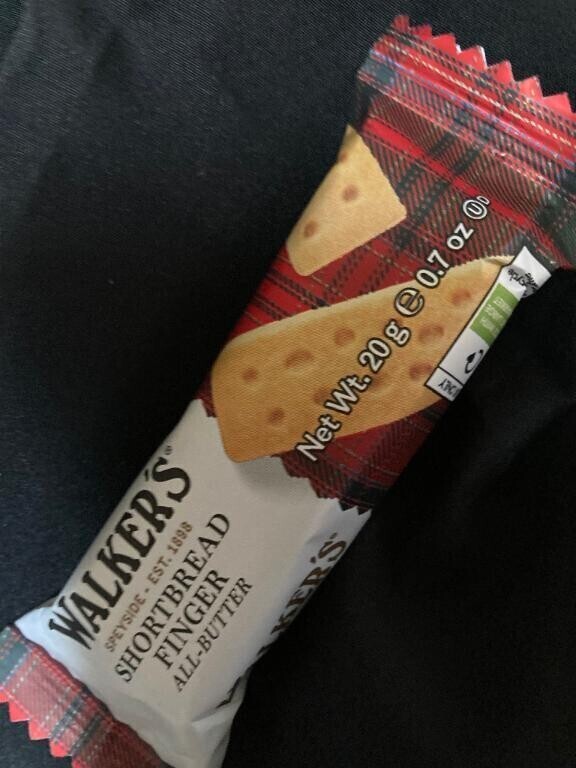 WALKER'S®
SPEYSIDE - EST. 1898
SHORTBREAD
FINGER
ALL-BUTTER
Net Wt. 20 g e 0.7 oz Ⓤ D
WALKER'S®